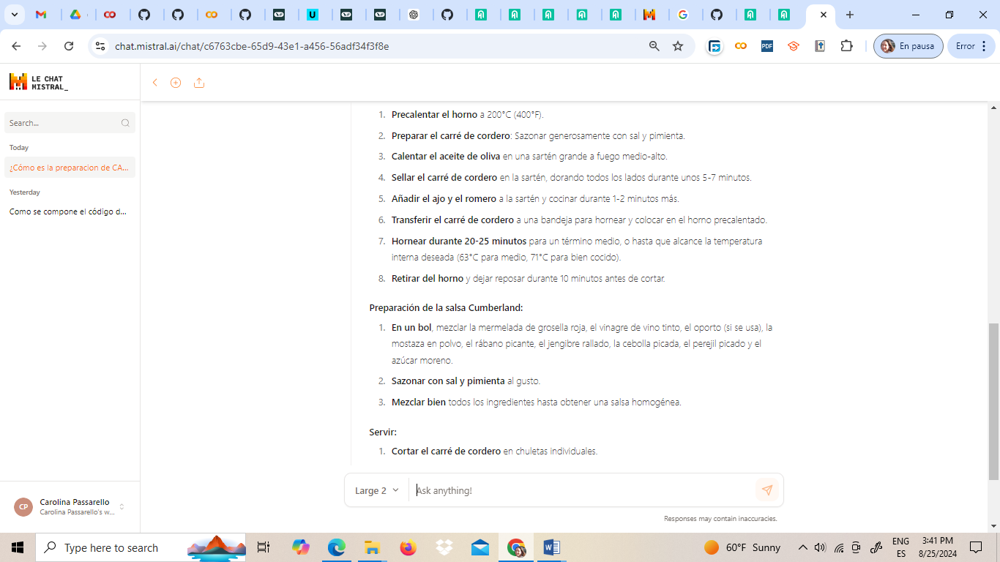 chat.mistral.ai/chat/c6763cbe-65d9-43e1-a456-56adf34f3f8e
PDF
En pausa
Error
LE CHAT
MISTRAL_
Search...
Today
¿Cómo es la preparacion de CA...
Yesterday
Como se compone el código d...
1. Precalentar el horno a 200°C (400°F).
2. Preparar el carré de cordero: Sazonar generosamente con sal y pimienta.
3. Calentar el aceite de oliva en una sartén grande a fuego medio-alto.
4. Sellar el carré de cordero en la sartén, dorando todos los lados durante unos 5-7 minutos.
5. Añadir el ajo y el romero a la sartén y cocinar durante 1-2 minutos más.
6. Transferir el carré de cordero a una bandeja para hornear y colocar en el horno precalentado.
7. Hornear durante 20-25 minutos para un término medio, o hasta que alcance la temperatura
interna deseada (63°C para medio, 71°C para bien cocido).
8. Retirar del horno y dejar reposar durante 10 minutos antes de cortar.
Preparación de la salsa Cumberland:
1. En un bol, mezclar la mermelada de grosella roja, el vinagre de vino tinto, el oporto (si se usa), la
mostaza en polvo, el rábano picante, el jengibre rallado, la cebolla picada, el perejil picado y el
azúcar moreno.
2. Sazonar con sal y pimienta al gusto.
3. Mezclar bien todos los ingredientes hasta obtener una salsa homogénea.
Servir:
1. Cortar el carré de cordero en chuletas individuales.
Large 2
Ask anything!
Responses may contain inaccuracies.
CP
Carolina Passarello
Carolina Passarello's w...
Type here to search
60°F Sunny
ENG
ES
3:41 PM
8/25/2024